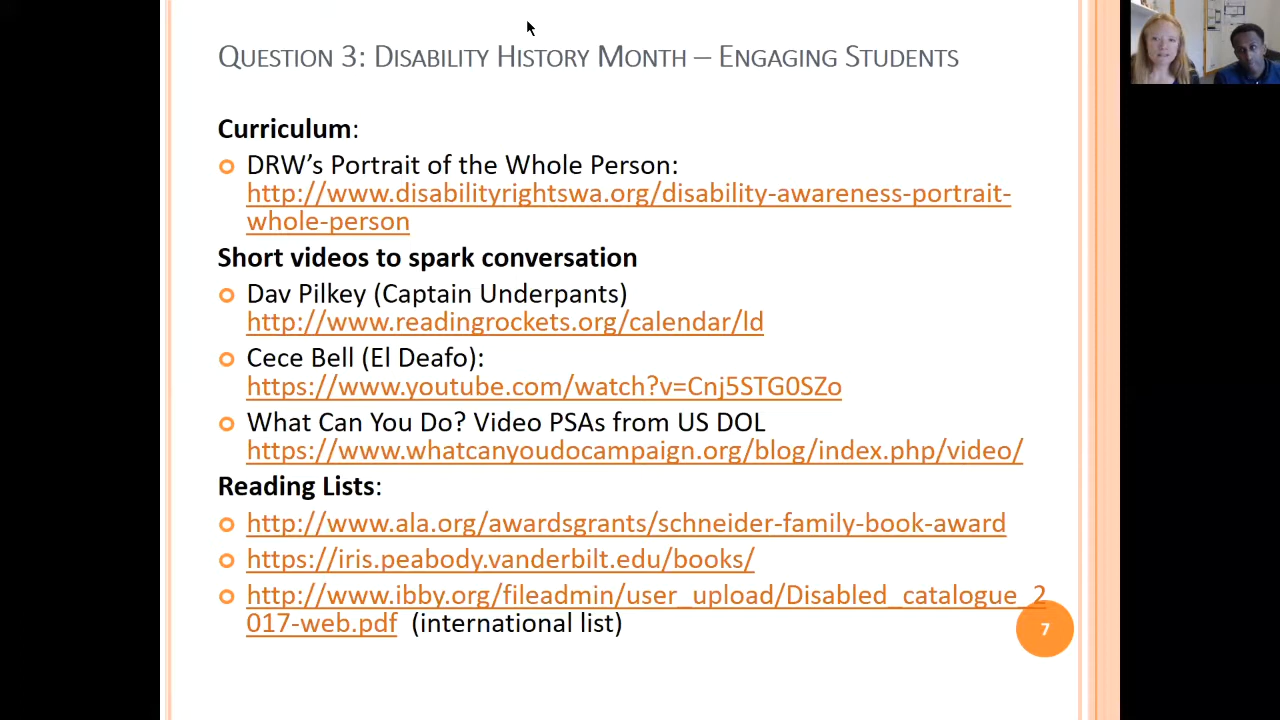 Question 3: Disability History Month – Engaging Students
Curriculum:
DRW's Portrait of the Whole Person:
http://www.disabilityrightswa.org/disability-awareness-portrait-
whole-person
Short videos to spark conversation
Dav Pilkey (Captain Underpants)
http://www.readingrockets.org/calendar/ld
Cece Bell (El Deafo):
https://www.youtube.com/watch?v=Cnj5STG0SZo
What Can You Do? Video PSAs from US DOL
https://www.whatcanyoudocampaign.org/blog/index.php/video/
Reading Lists:
http://www.ala.org/awardsgrants/schneider-family-book-award
https://iris.peabody.vanderbilt.edu/books/
http://www.ibby.org/fileadmin/user_upload/Disabled_catalogue_2
017-web.pdf (international list)
7